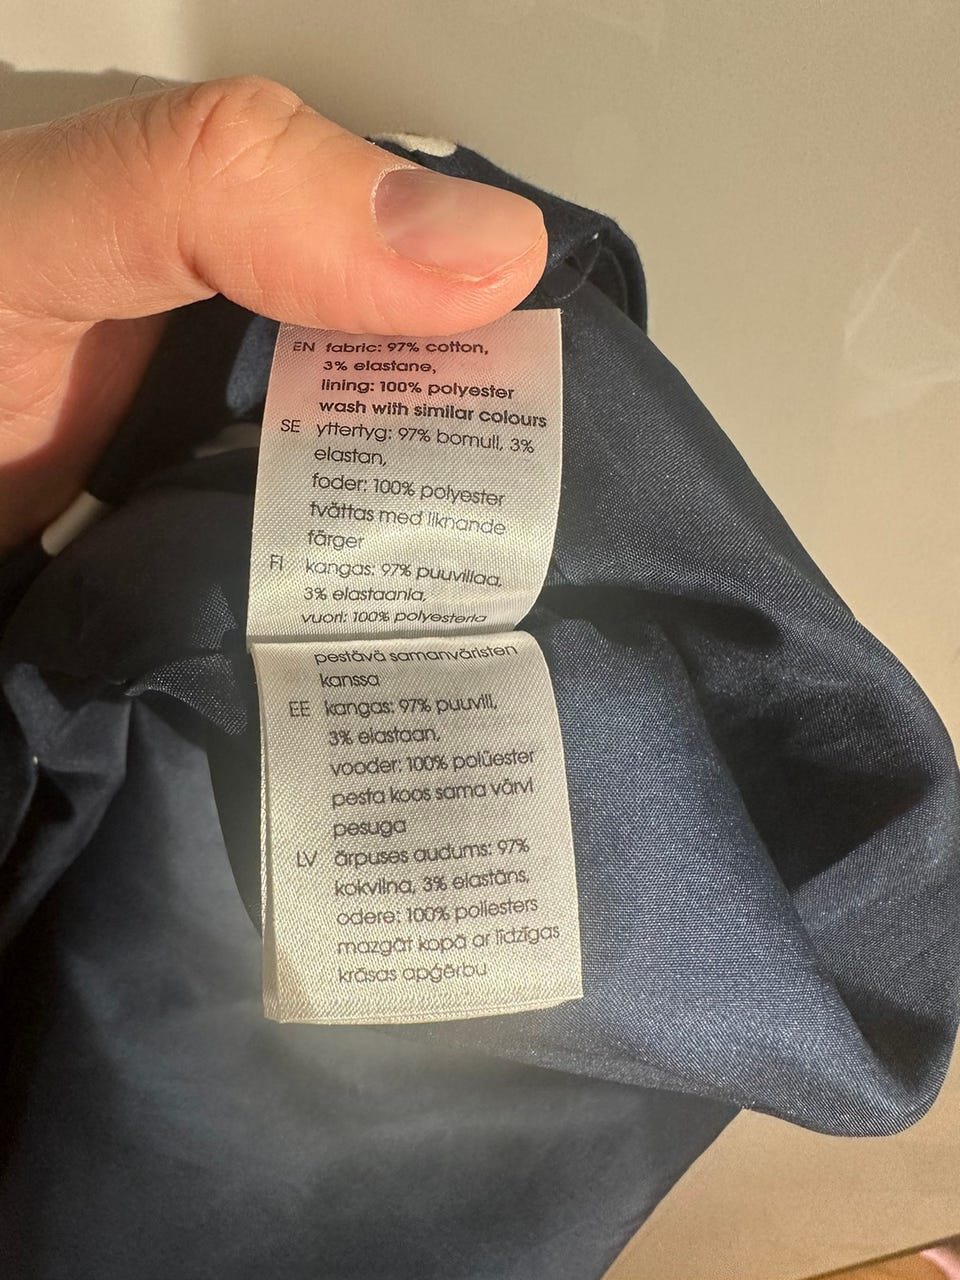 EN fabric: 97% cotton,
3% elastane,
lining: 100% polyester
wash with similar colours
SE yttertyg: 97% bomull, 3%
elastan,
foder: 100% polyester
tvättas med liknande
färger
FI kangas: 97% puuvillaa,
3% elastaania,
vuori: 100% polyesteria
pestävä samanväristen
kanssa
EE kangas: 97% puuvill,
3% elastaan,
vooder: 100% polüester
pesta koos sama värvi
pesuga
LV ārpuses audums: 97%
kokvilna, 3% elastāns,
odere: 100% poliesters
mazgāt kopā ar līdzīgas
krāsas apģērbu